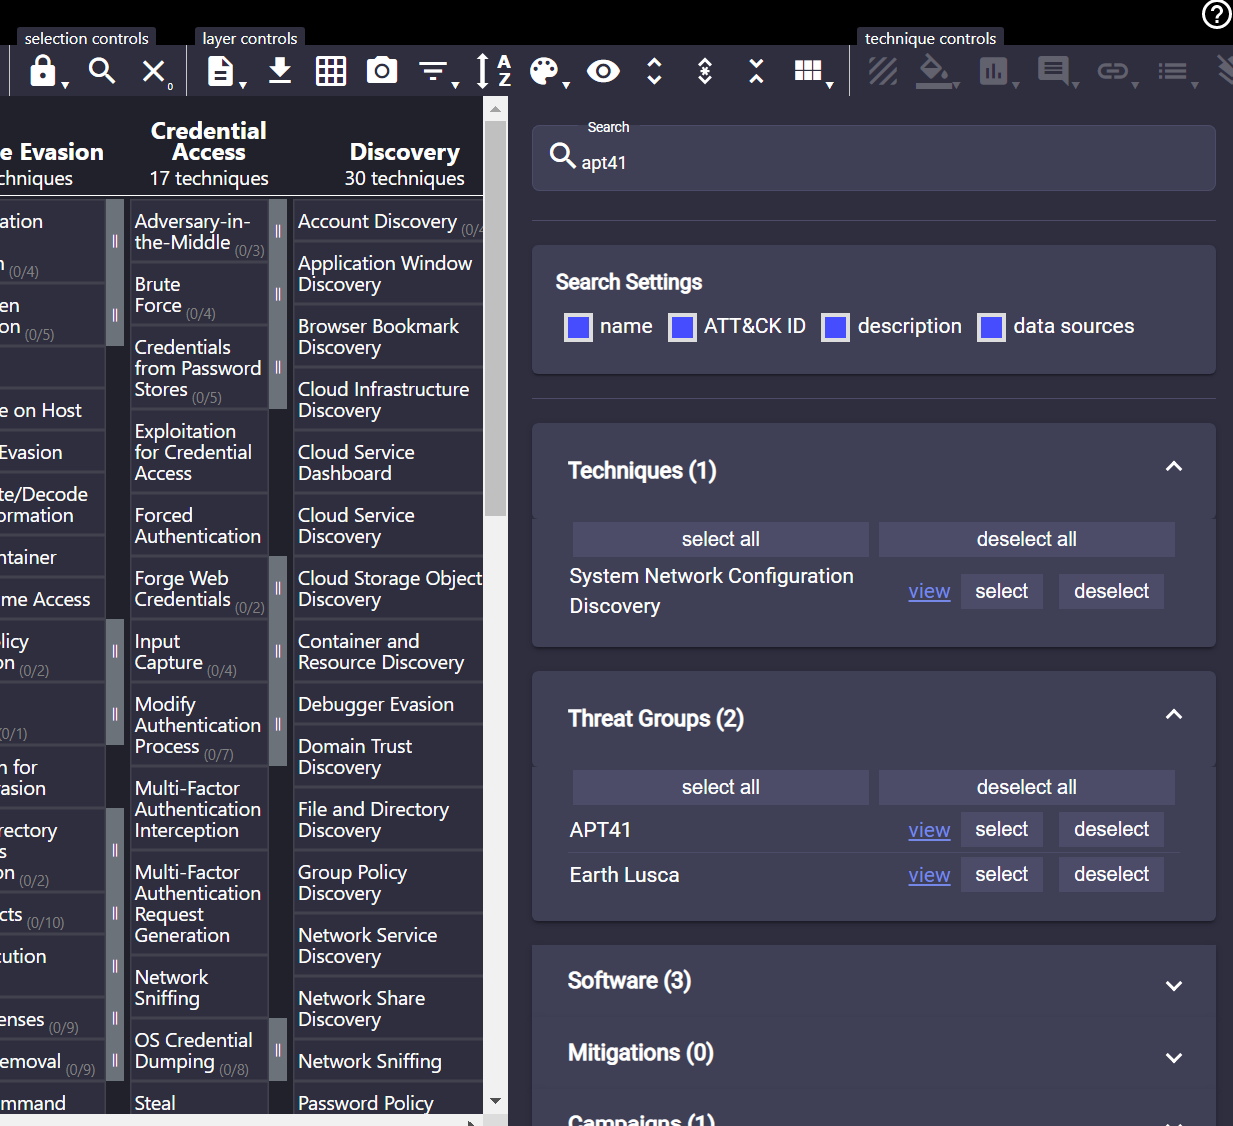 selection controls
layer controls
technique controls
0
A
Z
e Evasion
chniques
Credential
Access
17 techniques
Discovery
30 techniques
ation
n (0/4)
en
on (0/5)
e on Host
Evasion
te/Decode
ormation
ntainer
me Access
licy
on (0/2)
(0/1)
n for
asion
rectory
s
on (0/2)
cts (0/10)
ution
enses (0/9)
emoval (0/9)
mmand
Adversary-in-
the-Middle (0/3)
Brute
Force (0/4)
Credentials
from Password
Stores (0/5)
Exploitation
for Credential
Access
Forced
Authentication
Forge Web
Credentials (0/2)
Input
Capture (0/4)
Modify
Authentication
Process (0/7)
Multi-Factor
Authentication
Interception
Multi-Factor
Authentication
Request
Generation
Network
Sniffing
OS Credential
Dumping (0/8)
Steal
Account Discovery (0/4
Application Window
Discovery
Browser Bookmark
Discovery
Cloud Infrastructure
Discovery
Cloud Service
Dashboard
Cloud Service
Discovery
Cloud Storage Object
Discovery
Container and
Resource Discovery
Debugger Evasion
Domain Trust
Discovery
File and Directory
Discovery
Group Policy
Discovery
Network Service
Discovery
Network Share
Discovery
Network Sniffing
Password Policy
Search
apt41
Search Settings
name ATT&CK ID description data sources
Techniques (1)
select all deselect all
System Network Configuration
Discovery
view select deselect
Threat Groups (2)
select all deselect all
APT41 view select deselect
Earth Lusca view select deselect
Software (3)
Mitigations (0)
Campaigns (1)